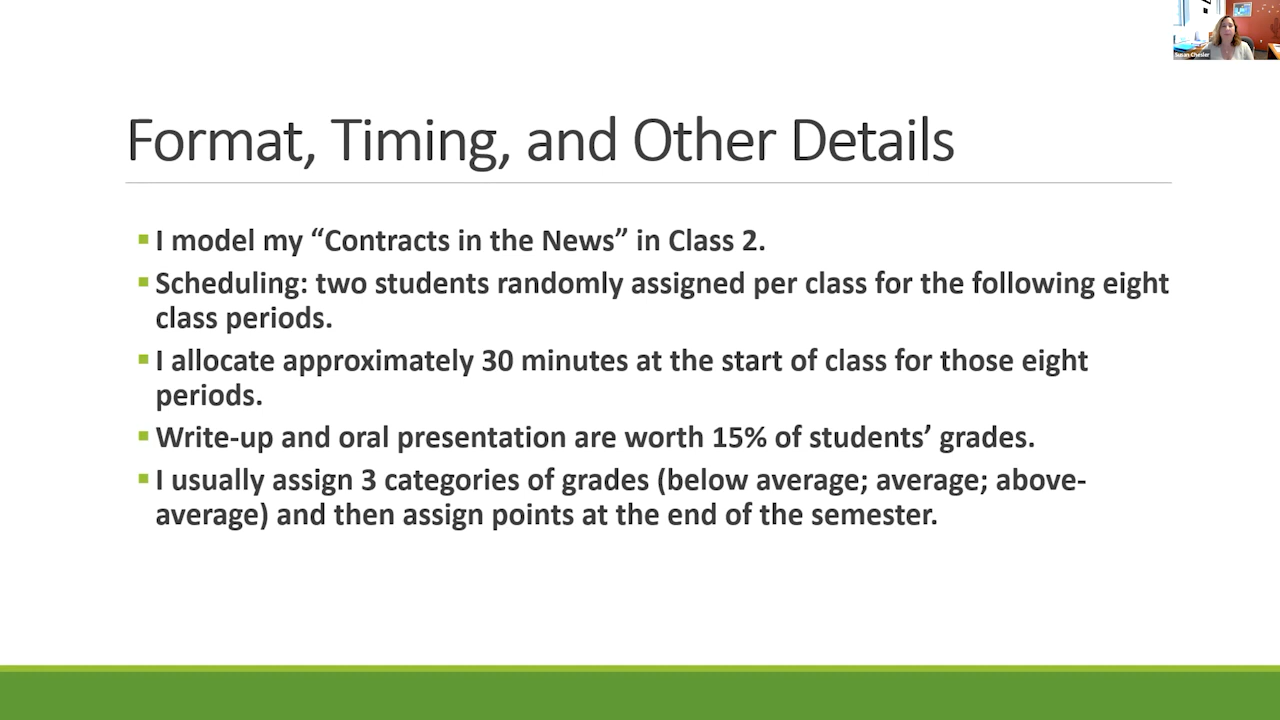 Susan Chesler
Format, Timing, and Other Details
▪ I model my “Contracts in the News” in Class 2.
▪ Scheduling: two students randomly assigned per class for the following eight
class periods.
▪ I allocate approximately 30 minutes at the start of class for those eight
periods.
▪ Write-up and oral presentation are worth 15% of students’ grades.
▪ I usually assign 3 categories of grades (below average; average; above-
average) and then assign points at the end of the semester.